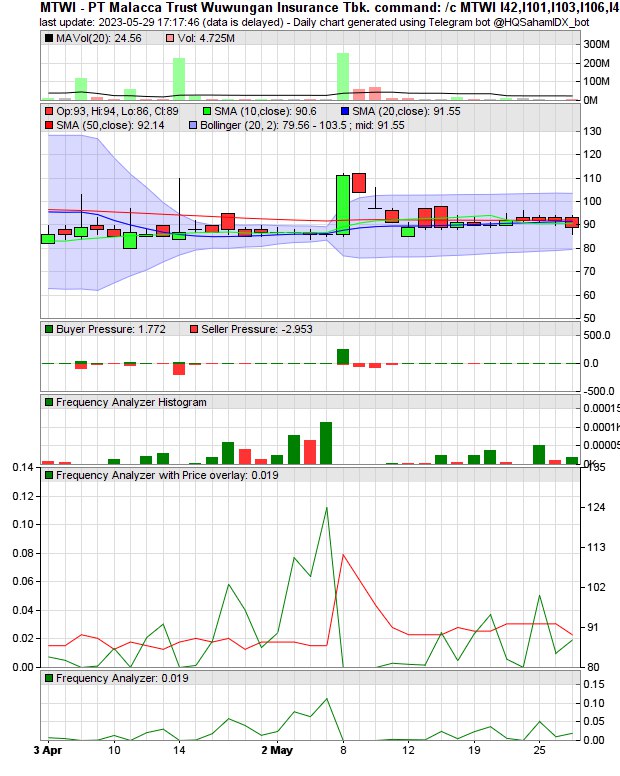 MTWI - PT Malacca Trust Wuwungan Insurance Tbk. command: /c MTWI I42,I101,I103,I106,I4
last update: 2023-05-29 17:17:46 (data is delayed) - Daily chart generated using Telegram bot @HQSahamIDX_bot
MAVol(20): 24.56 Vol: 4.725M
300M
200M
100M
0M
Op:93, Hi:94, Lo:86, Cl:89 SMA (10,close): 90.6 SMA (20,close): 91.55
SMA (50,close): 92.14 Bollinger (20, 2): 79.56 - 103.5 ; mid: 91.55
130
120
110
100
90
80
70
60
50
Buyer Pressure: 1.772 Seller Pressure: -2.953
500.0
0.0
-500.0
Frequency Analyzer Histogram
0.00015
0.0001
0.00005
0K
Frequency Analyzer with Price overlay: 0.019
0.14
0.12
0.10
0.08
0.06
0.04
0.02
0.00
135
124
113
102
91
80
Frequency Analyzer: 0.019
0.15
0.10
0.05
0.00
3 Apr 10 14 2 May 8 12 19 25